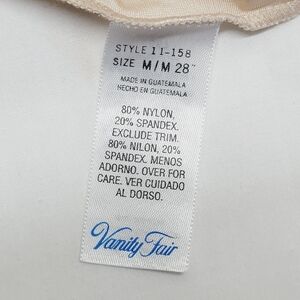 STYLE 11-158
SIZE M/M 28"
MADE IN GUATEMALA
HECHO EN GUATEMALA
80% NYLON,
20% SPANDEX.
EXCLUDE TRIM.
80% NILON, 20%
SPANDEX. MENOS
ADORNO. OVER FOR
CARE. VER CUIDADO
AL DORSO.
Vanity Fair